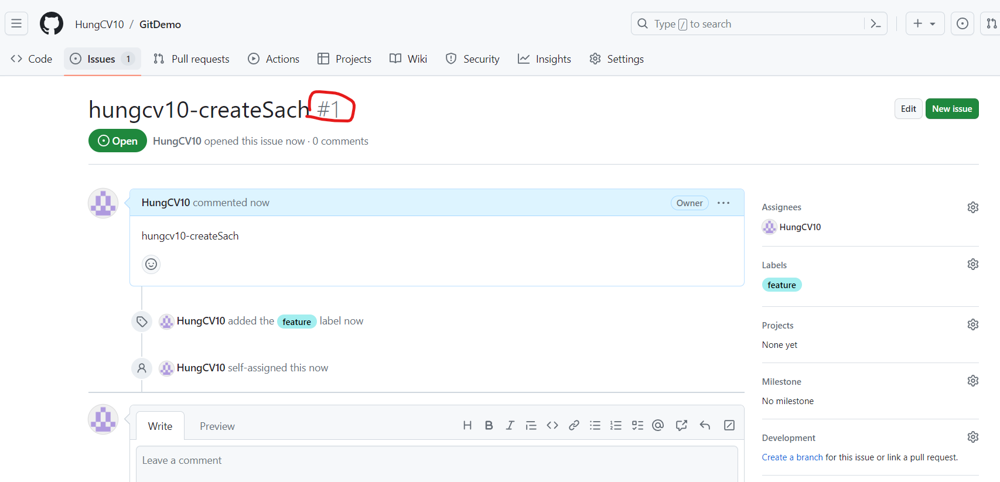 HungCV10 / GitDemo
Type / to search
Code
Issues 1
Pull requests
Actions
Projects
Wiki
Security
Insights
Settings
hungcv10-createSach #1
Edit
New issue
Open
HungCV10 opened this issue now · 0 comments
HungCV10 commented now
Owner
hungcv10-createSach
HungCV10 added the feature label now
HungCV10 self-assigned this now
Assignees
HungCV10
Labels
feature
Projects
None yet
Milestone
No milestone
Development
Create a branch for this issue or link a pull request.
Write
Preview
Leave a comment